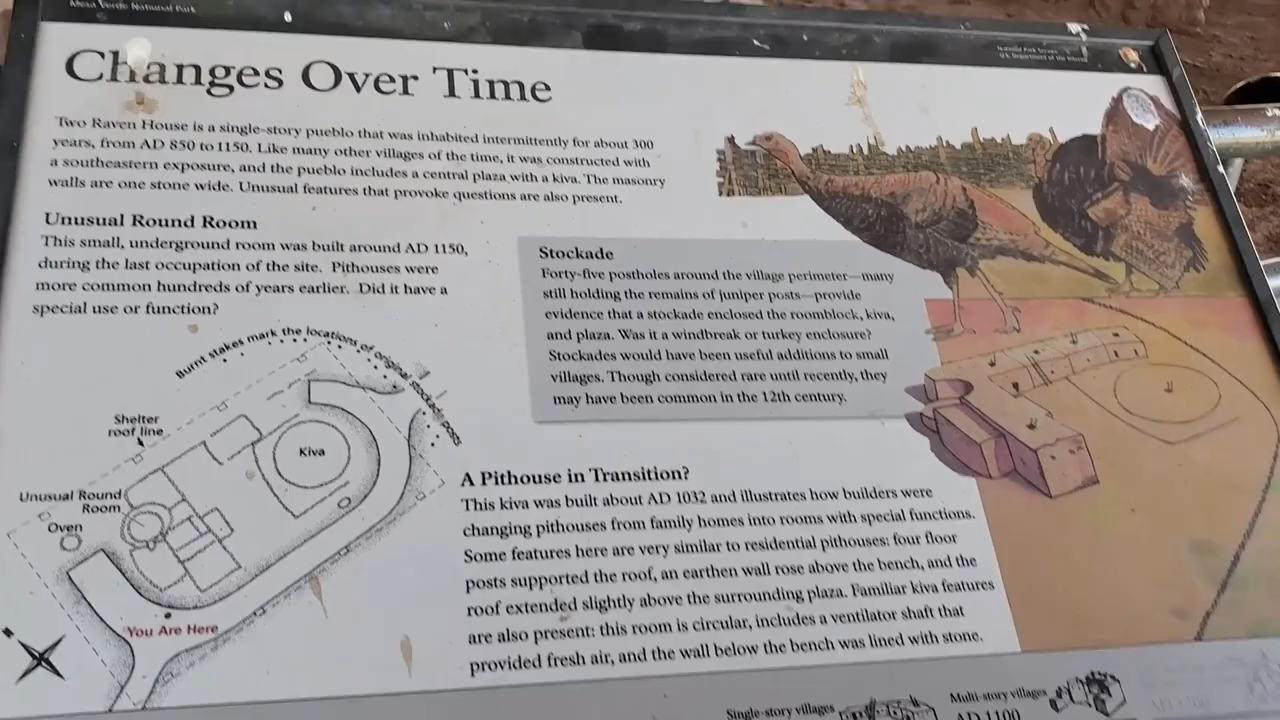 Mesa Verde National Park
National Park Service
U.S. Department of the Interior
Changes Over Time
Two Raven House is a single-story pueblo that was inhabited intermittently for about 300
years, from AD 850 to 1150. Like many other villages of the time, it was constructed with
a southeastern exposure, and the pueblo includes a central plaza with a kiva. The masonry
walls are one stone wide. Unusual features that provoke questions are also present.
Unusual Round Room
This small, underground room was built around AD 1150,
during the last occupation of the site. Pithouses were
more common hundreds of years earlier. Did it have a
special use or function?
Stockade
Forty-five postholes around the village perimeter—many
still holding the remains of juniper posts—provide
evidence that a stockade enclosed the roomblock, kiva,
and plaza. Was it a windbreak or turkey enclosure?
Stockades would have been useful additions to small
villages. Though considered rare until recently, they
may have been common in the 12th century.
Burnt stakes mark the locations of original stockade posts
Shelter
roof line
Kiva
Unusual Round
Room
Oven
You Are Here
A Pithouse in Transition?
This kiva was built about AD 1032 and illustrates how builders were
changing pithouses from family homes into rooms with special functions.
Some features here are very similar to residential pithouses: four floor
posts supported the roof, an earthen wall rose above the bench, and the
roof extended slightly above the surrounding plaza. Familiar kiva features
are also present: this room is circular, includes a ventilator shaft that
provided fresh air, and the wall below the bench was lined with stone.
Single-story villages
Multi-story villages
AD 1100